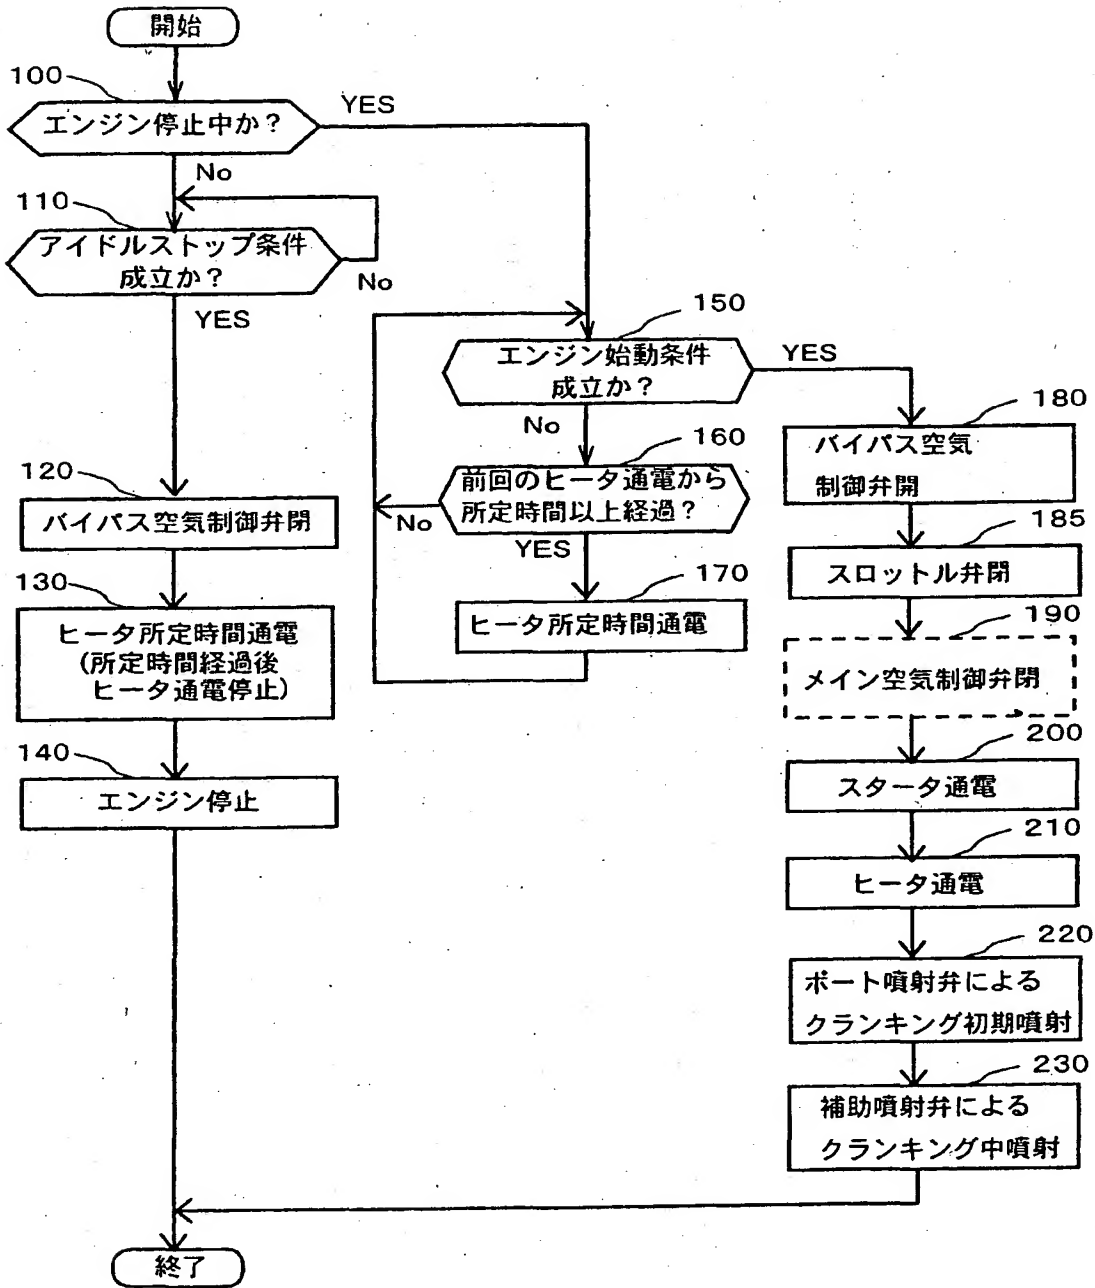 開始
100
エンジン停止中か？
YES
No
110
アイドルストップ条件
成立か？
No
YES
150
エンジン始動条件
成立か？
YES
No
160
前回のヒータ通電から
所定時間以上経過？
No
YES
170
ヒータ所定時間通電
120
バイパス空気制御弁閉
130
ヒータ所定時間通電
(所定時間経過後
ヒータ通電停止)
140
エンジン停止
180
バイパス空気
制御弁開
185
スロットル弁閉
190
メイン空気制御弁閉
200
スタータ通電
210
ヒータ通電
220
ポート噴射弁による
クランキング初期噴射
230
補助噴射弁による
クランキング中噴射
終了